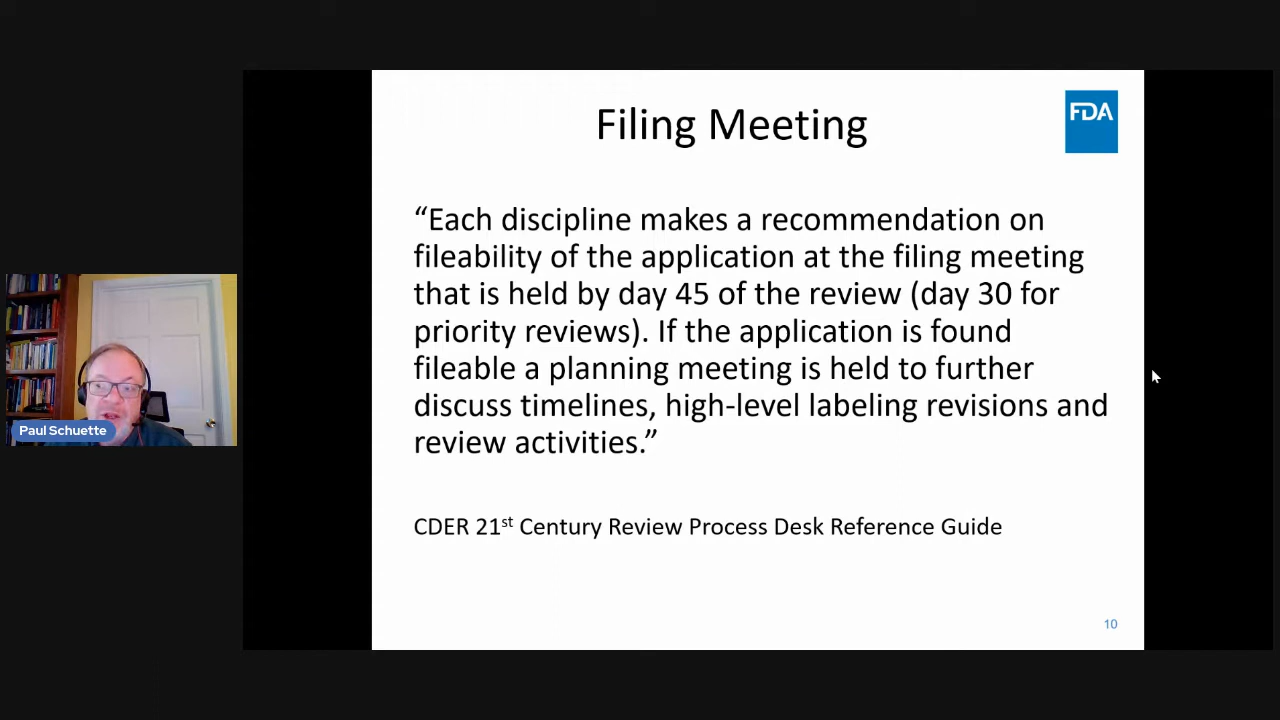 Filing Meeting
FDA
“Each discipline makes a recommendation on
fileability of the application at the filing meeting
that is held by day 45 of the review (day 30 for
priority reviews). If the application is found
fileable a planning meeting is held to further
discuss timelines, high-level labeling revisions and
review activities.”
CDER 21st Century Review Process Desk Reference Guide
10
Paul Schuette